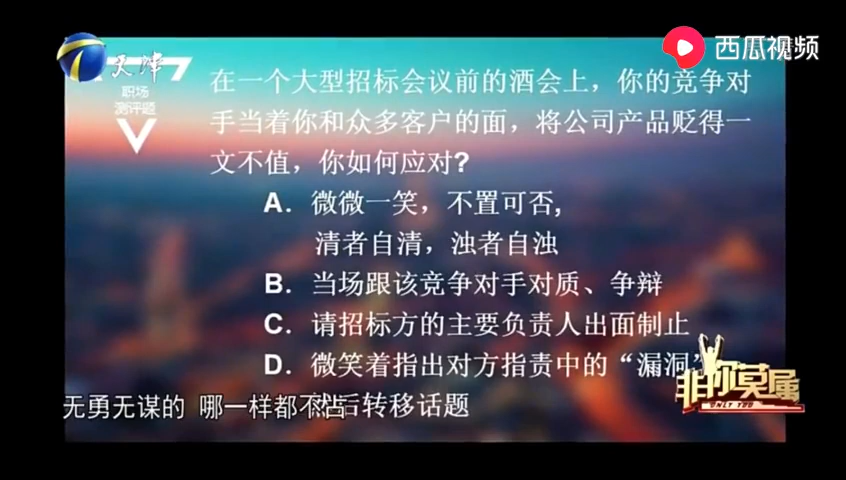 天津
西瓜视频
职场
测评题
在一个大型招标会议前的酒会上，你的竞争对
手当着你和众多客户的面，将公司产品贬得一
文不值，你如何应对?
A. 微微一笑，不置可否,
清者自清，浊者自浊
B. 当场跟该竞争对手对质、争辩
C. 请招标方的主要负责人出面制止
D. 微笑着指出对方指责中的“漏洞”
然后转移话题
无勇无谋的 哪一样都不占
非你莫属
ONLY YOU